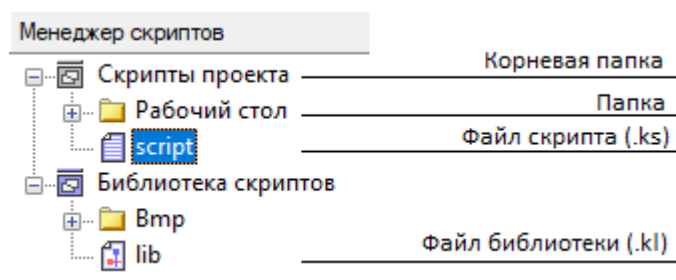 Менеджер скриптов
Скрипты проекта Корневая папка
Рабочий стол Папка
script Файл скрипта (.ks)
Библиотека скриптов
Bmp
lib Файл библиотеки (.kl)